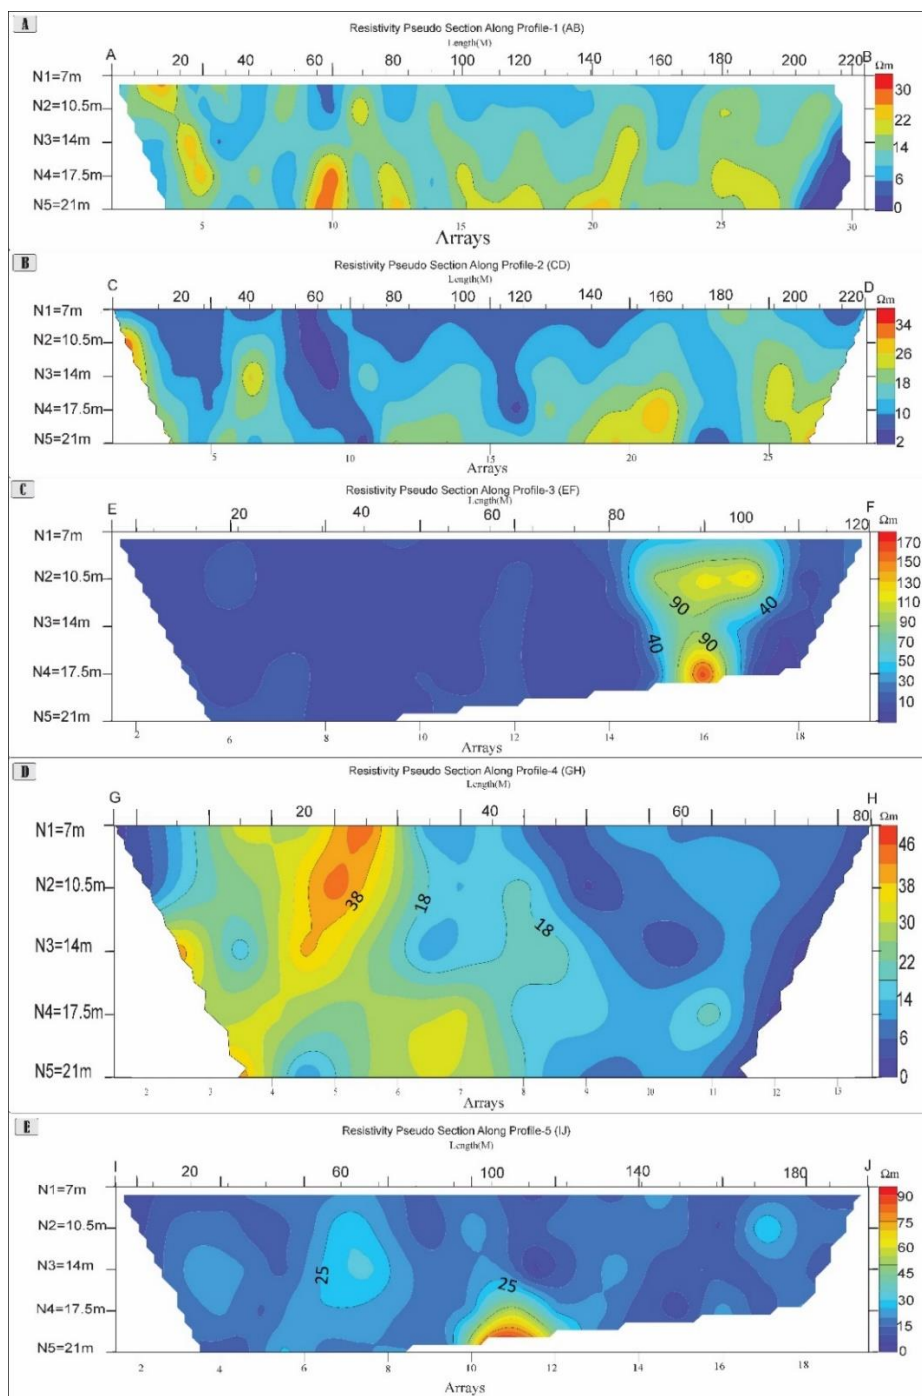 A
Resistivity Pseudo Section Along Profile-1 (AB)
Length(M)
A 20 40 60 80 100 120 140 160 180 200 220 B
Ωm
N1=7m
N2=10.5m
N3=14m
N4=17.5m
N5=21m
30
22
14
6
0
5 10 15 20 25 30
Arrays
B
Resistivity Pseudo Section Along Profile-2 (CD)
Length(M)
C 20 40 60 80 100 120 140 160 180 200 220 D
Ωm
N1=7m
N2=10.5m
N3=14m
N4=17.5m
N5=21m
34
26
18
10
2
5 10 15 20 25
Arrays
C
Resistivity Pseudo Section Along Profile-3 (EF)
Length(M)
E 20 40 60 80 100 120 F
Ωm
N1=7m
N2=10.5m
N3=14m
N4=17.5m
N5=21m
90 40
40 90
170
150
130
110
90
70
50
30
10
2 6 8 10 14 16 18
Arrays
D
Resistivity Pseudo Section Along Profile-4 (GH)
Length(M)
G 20 40 60 80 H
Ωm
N1=7m
N2=10.5m
N3=14m
N4=17.5m
N5=21m
38 18 18
46
38
30
22
14
6
0
2 3 4 5 6 7 8 9 10 11 12 13
Arrays
E
Resistivity Pseudo Section Along Profile-5 (IJ)
Length(M)
I 20 60 100 140 180 J
Ωm
N1=7m
N2=10.5m
N3=14m
N4=17.5m
N5=21m
25 25
90
75
60
45
30
15
0
2 4 6 8 10 12 14 16 18
Arrays